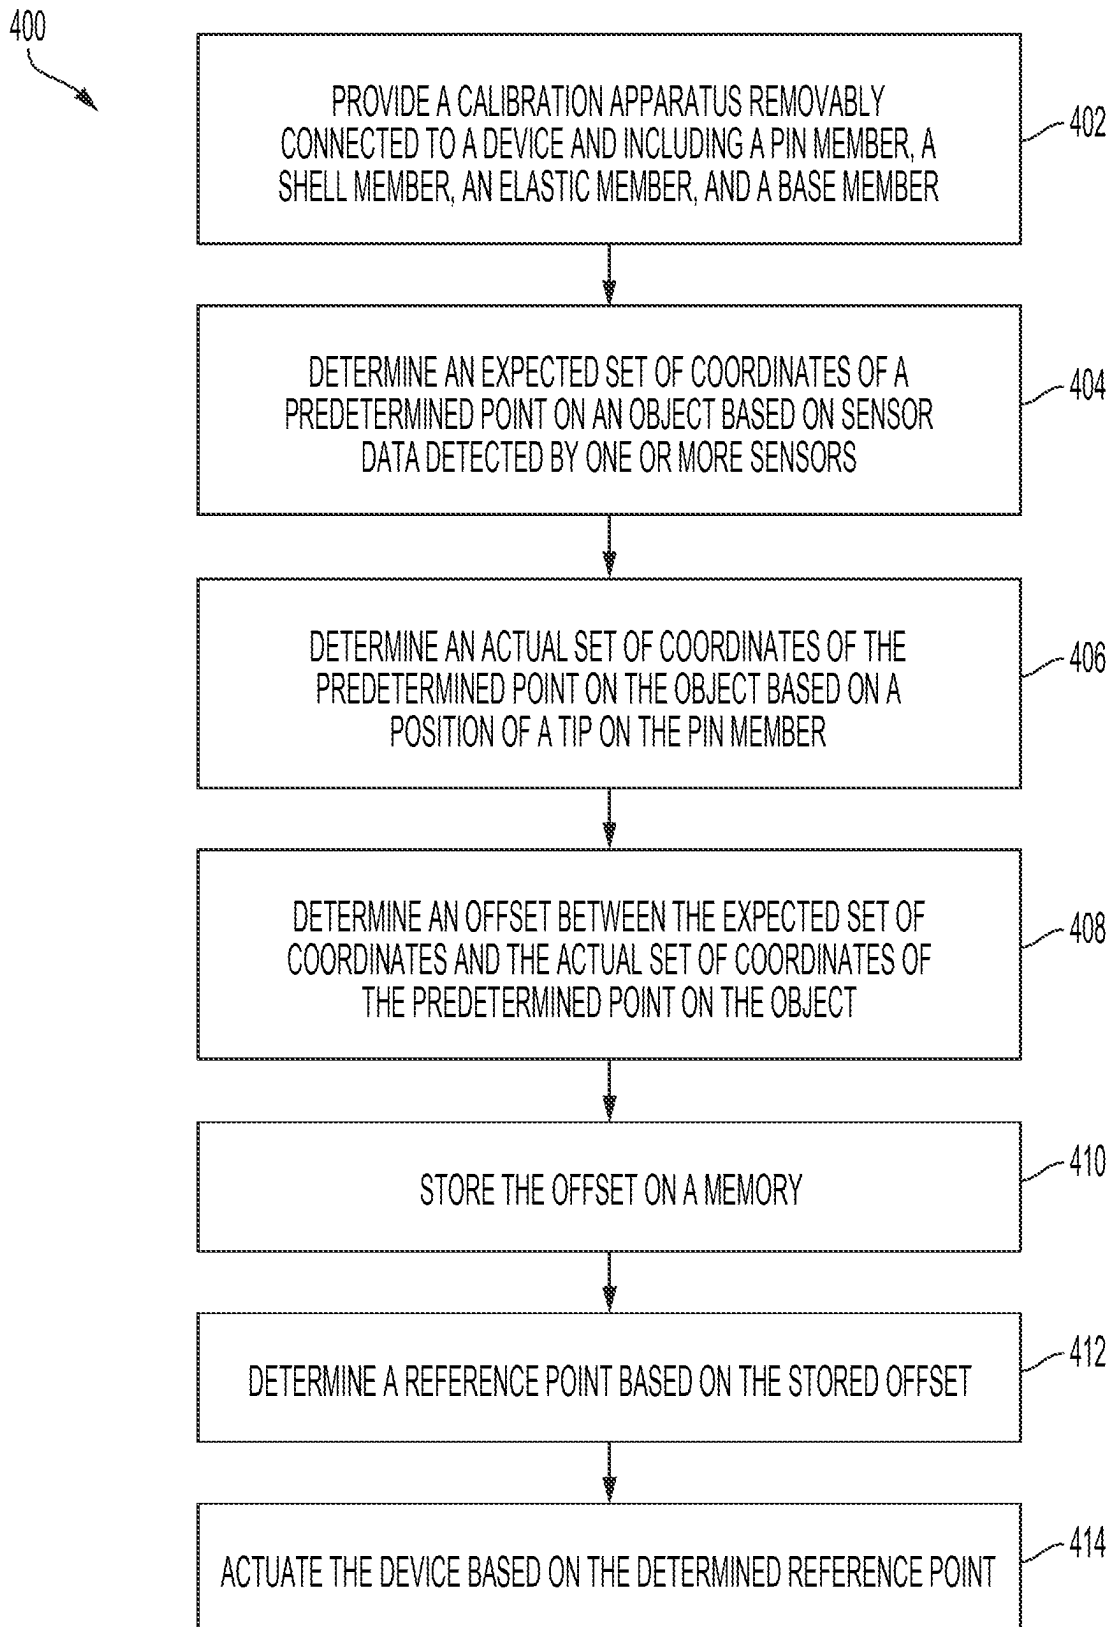 400
PROVIDE A CALIBRATION APPARATUS REMOVABLY
CONNECTED TO A DEVICE AND INCLUDING A PIN MEMBER, A
SHELL MEMBER, AN ELASTIC MEMBER, AND A BASE MEMBER
402
DETERMINE AN EXPECTED SET OF COORDINATES OF A
PREDETERMINED POINT ON AN OBJECT BASED ON SENSOR
DATA DETECTED BY ONE OR MORE SENSORS
404
DETERMINE AN ACTUAL SET OF COORDINATES OF THE
PREDETERMINED POINT ON THE OBJECT BASED ON A
POSITION OF A TIP ON THE PIN MEMBER
406
DETERMINE AN OFFSET BETWEEN THE EXPECTED SET OF
COORDINATES AND THE ACTUAL SET OF COORDINATES OF
THE PREDETERMINED POINT ON THE OBJECT
408
STORE THE OFFSET ON A MEMORY
410
DETERMINE A REFERENCE POINT BASED ON THE STORED OFFSET
412
ACTUATE THE DEVICE BASED ON THE DETERMINED REFERENCE POINT
414